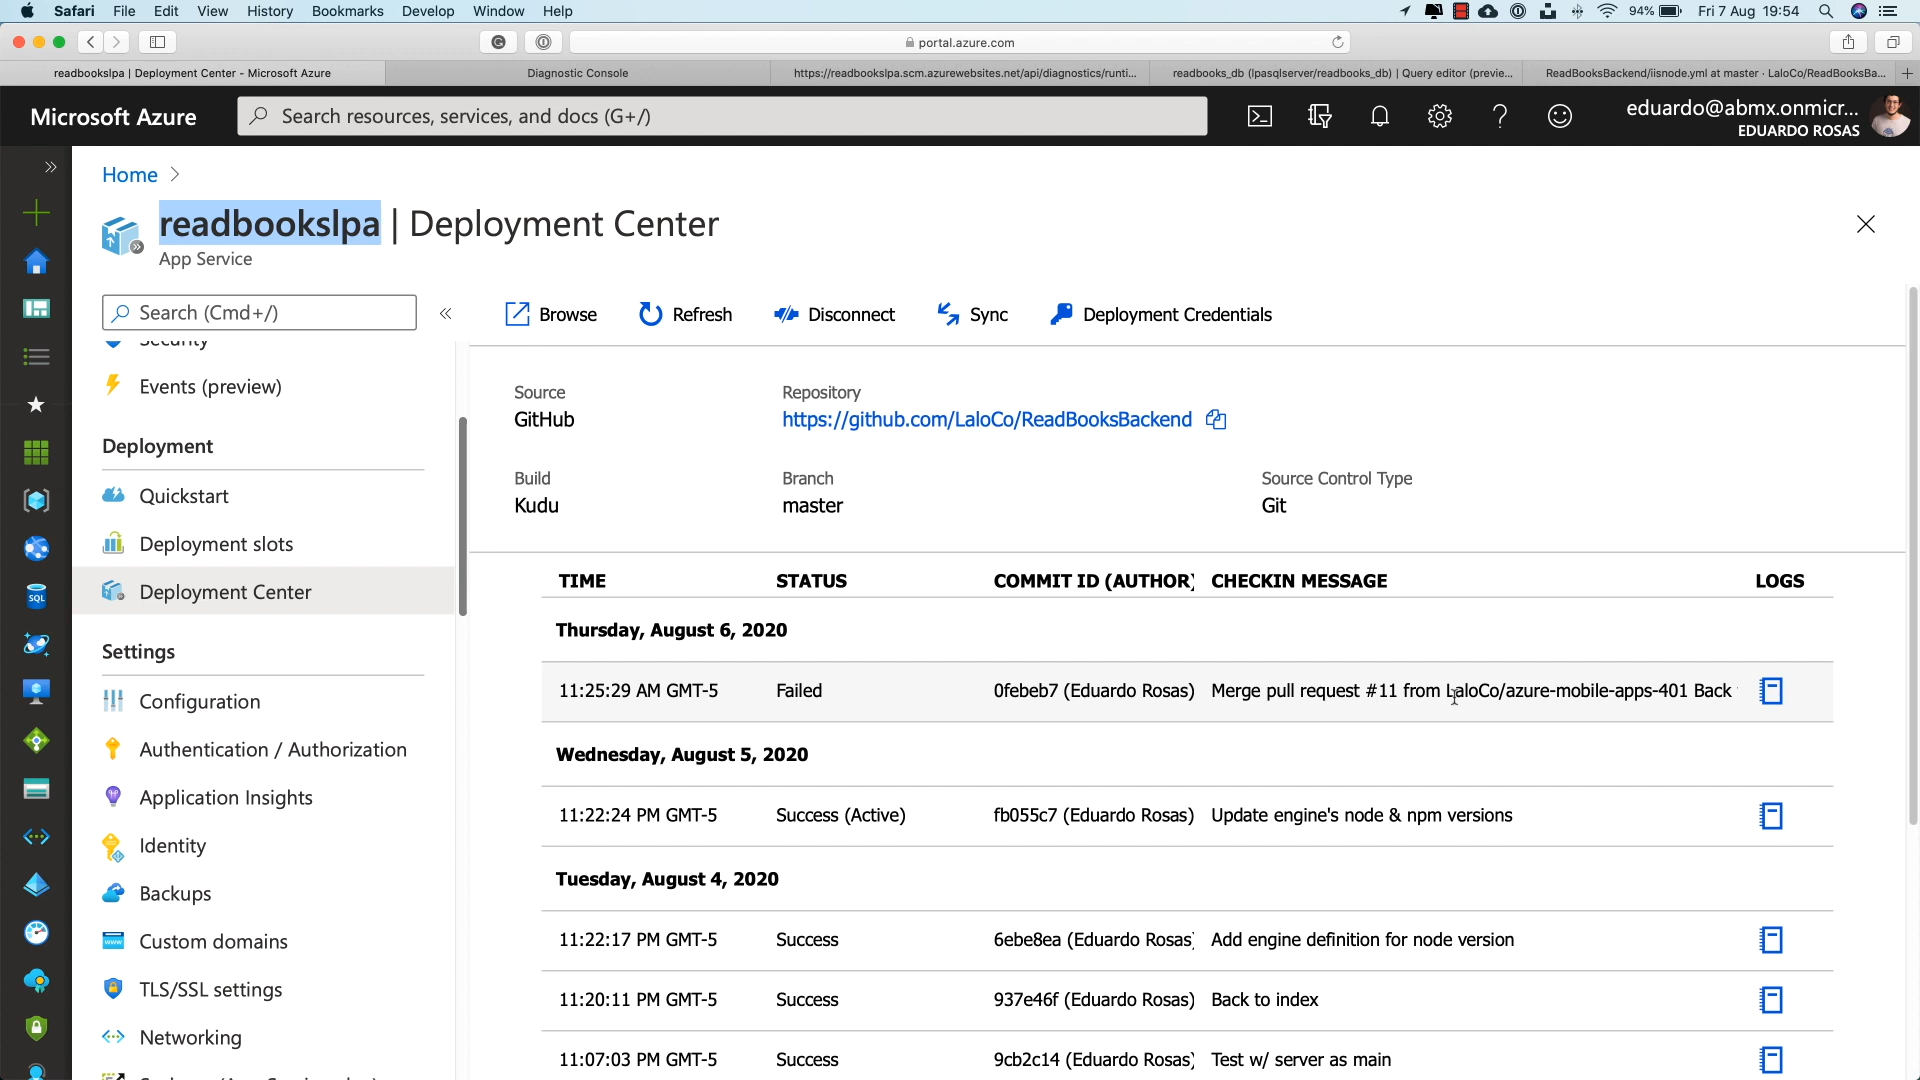 Safari File Edit View History Bookmarks Develop Window Help 94% Fri 7 Aug 19:54
portal.azure.com
readbookslpa | Deployment Center - Microsoft Azure
Diagnostic Console
https://readbookslpa.scm.azurewebsites.net/api/diagnostics/runti...
readbooks_db (lpasqlserver/readbooks_db) | Query editor (previe...
ReadBooksBackend/iisnode.yml at master · LaloCo/ReadBooksBa...
Microsoft Azure
Search resources, services, and docs (G+/)
eduardo@abmx.onmicr...
EDUARDO ROSAS
Home >
readbookslpa | Deployment Center
App Service
Search (Cmd+/)
Browse
Refresh
Disconnect
Sync
Deployment Credentials
Security
Events (preview)
Deployment
Quickstart
Deployment slots
Deployment Center
Settings
Configuration
Authentication / Authorization
Application Insights
Identity
Backups
Custom domains
TLS/SSL settings
Networking
Source
GitHub
Repository
https://github.com/LaloCo/ReadBooksBackend
Build
Kudu
Branch
master
Source Control Type
Git
TIME STATUS COMMIT ID (AUTHOR) CHECKIN MESSAGE LOGS
Thursday, August 6, 2020
11:25:29 AM GMT-5 Failed 0febeb7 (Eduardo Rosas) Merge pull request #11 from LaloCo/azure-mobile-apps-401 Back
Wednesday, August 5, 2020
11:22:24 PM GMT-5 Success (Active) fb055c7 (Eduardo Rosas) Update engine's node & npm versions
Tuesday, August 4, 2020
11:22:17 PM GMT-5 Success 6ebe8ea (Eduardo Rosas) Add engine definition for node version
11:20:11 PM GMT-5 Success 937e46f (Eduardo Rosas) Back to index
11:07:03 PM GMT-5 Success 9cb2c14 (Eduardo Rosas) Test w/ server as main